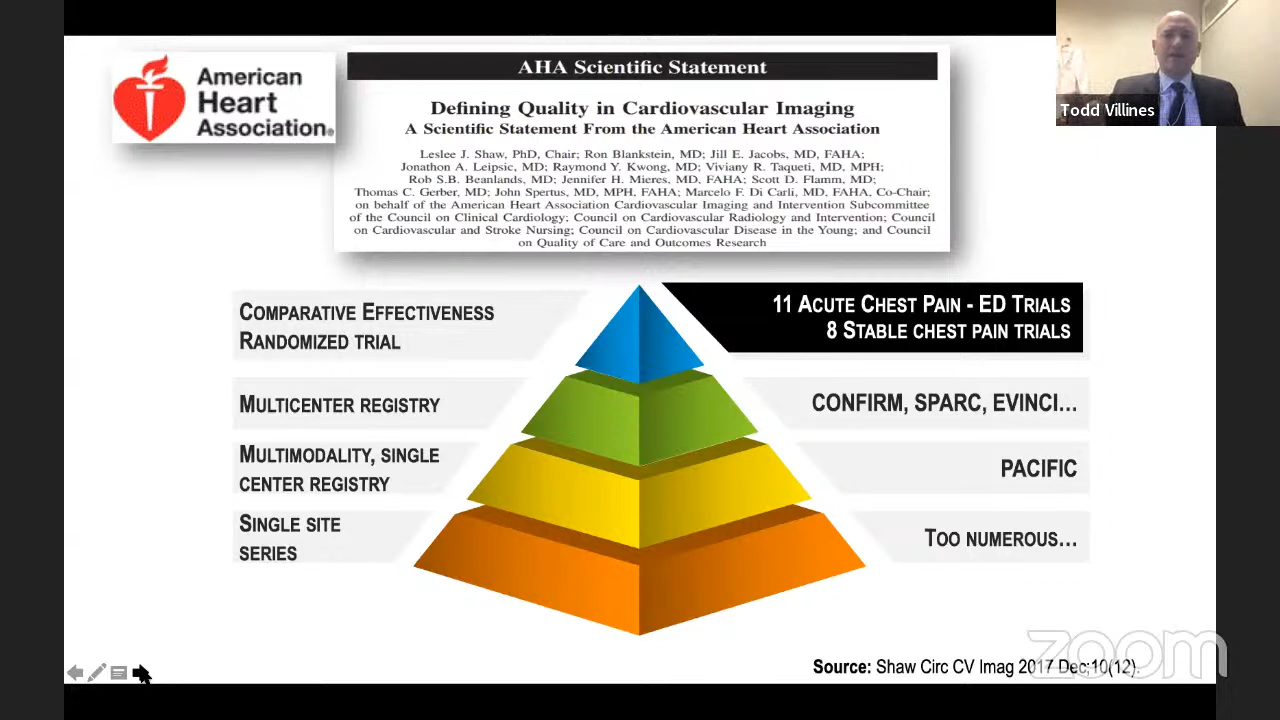 American
Heart
Association®
AHA Scientific Statement
Defining Quality in Cardiovascular Imaging
A Scientific Statement From the American Heart Association
Leslee J. Shaw, PhD, Chair; Ron Blankstein, MD; Jill E. Jacobs, MD, FAHA;
Jonathon A. Leipsic, MD; Raymond Y. Kwong, MD; Viviany R. Taqueti, MD, MPH;
Rob S.B. Beanlands, MD; Jennifer H. Mieres, MD, FAHA; Scott D. Flamm, MD;
Thomas C. Gerber, MD; John Spertus, MD, MPH, FAHA; Marcelo F. Di Carli, MD, FAHA, Co-Chair;
on behalf of the American Heart Association Cardiovascular Imaging and Intervention Subcommittee
of the Council on Clinical Cardiology; Council on Cardiovascular Radiology and Intervention; Council
on Cardiovascular and Stroke Nursing; Council on Cardiovascular Disease in the Young; and Council
on Quality of Care and Outcomes Research
Todd Villines
COMPARATIVE EFFECTIVENESS
RANDOMIZED TRIAL
11 ACUTE CHEST PAIN - ED TRIALS
8 STABLE CHEST PAIN TRIALS
MULTICENTER REGISTRY
CONFIRM, SPARC, EVINCI...
MULTIMODALITY, SINGLE
CENTER REGISTRY
PACIFIC
SINGLE SITE
SERIES
TOO NUMEROUS...
Source: Shaw Circ CV Imag 2017 Dec;10(12).
zoom